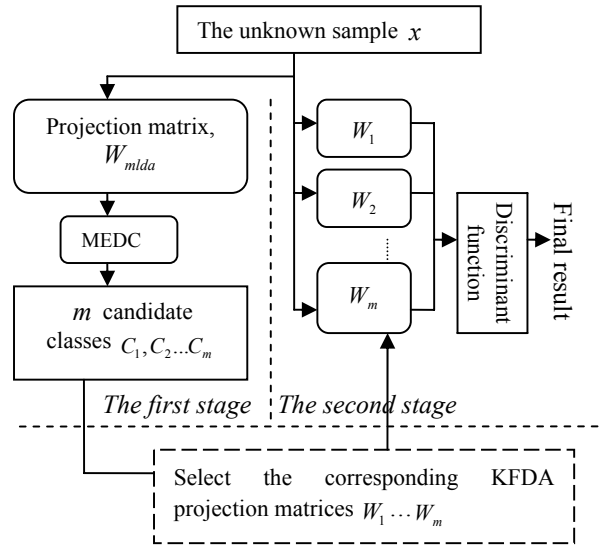 The unknown sample x
Projection matrix,
W_mlda
MEDC
m candidate
classes C_1, C_2...C_m
The first stage
W_1
W_2
......
W_m
Discriminant
function
Final result
The second stage
Select the corresponding KFDA
projection matrices W_1 ... W_m